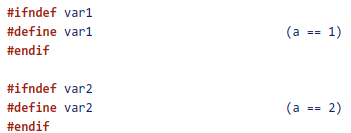 #ifndef var1
#define var1 (a == 1)
#endif
#ifndef var2
#define var2 (a == 2)
#endif